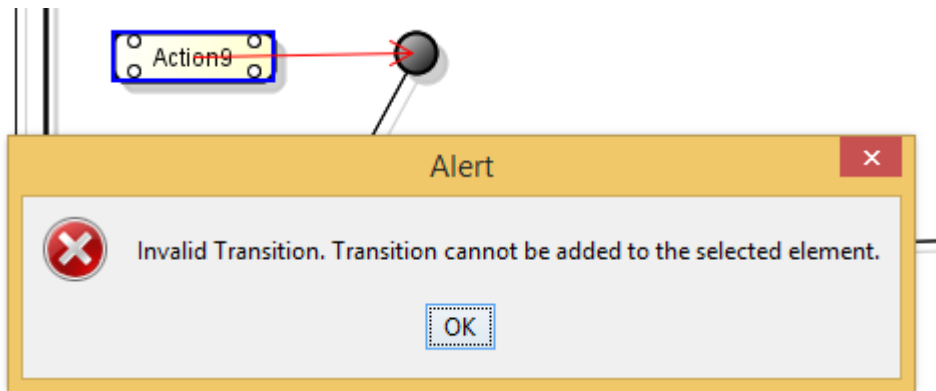 Action9
Alert
Invalid Transition. Transition cannot be added to the selected element.
OK